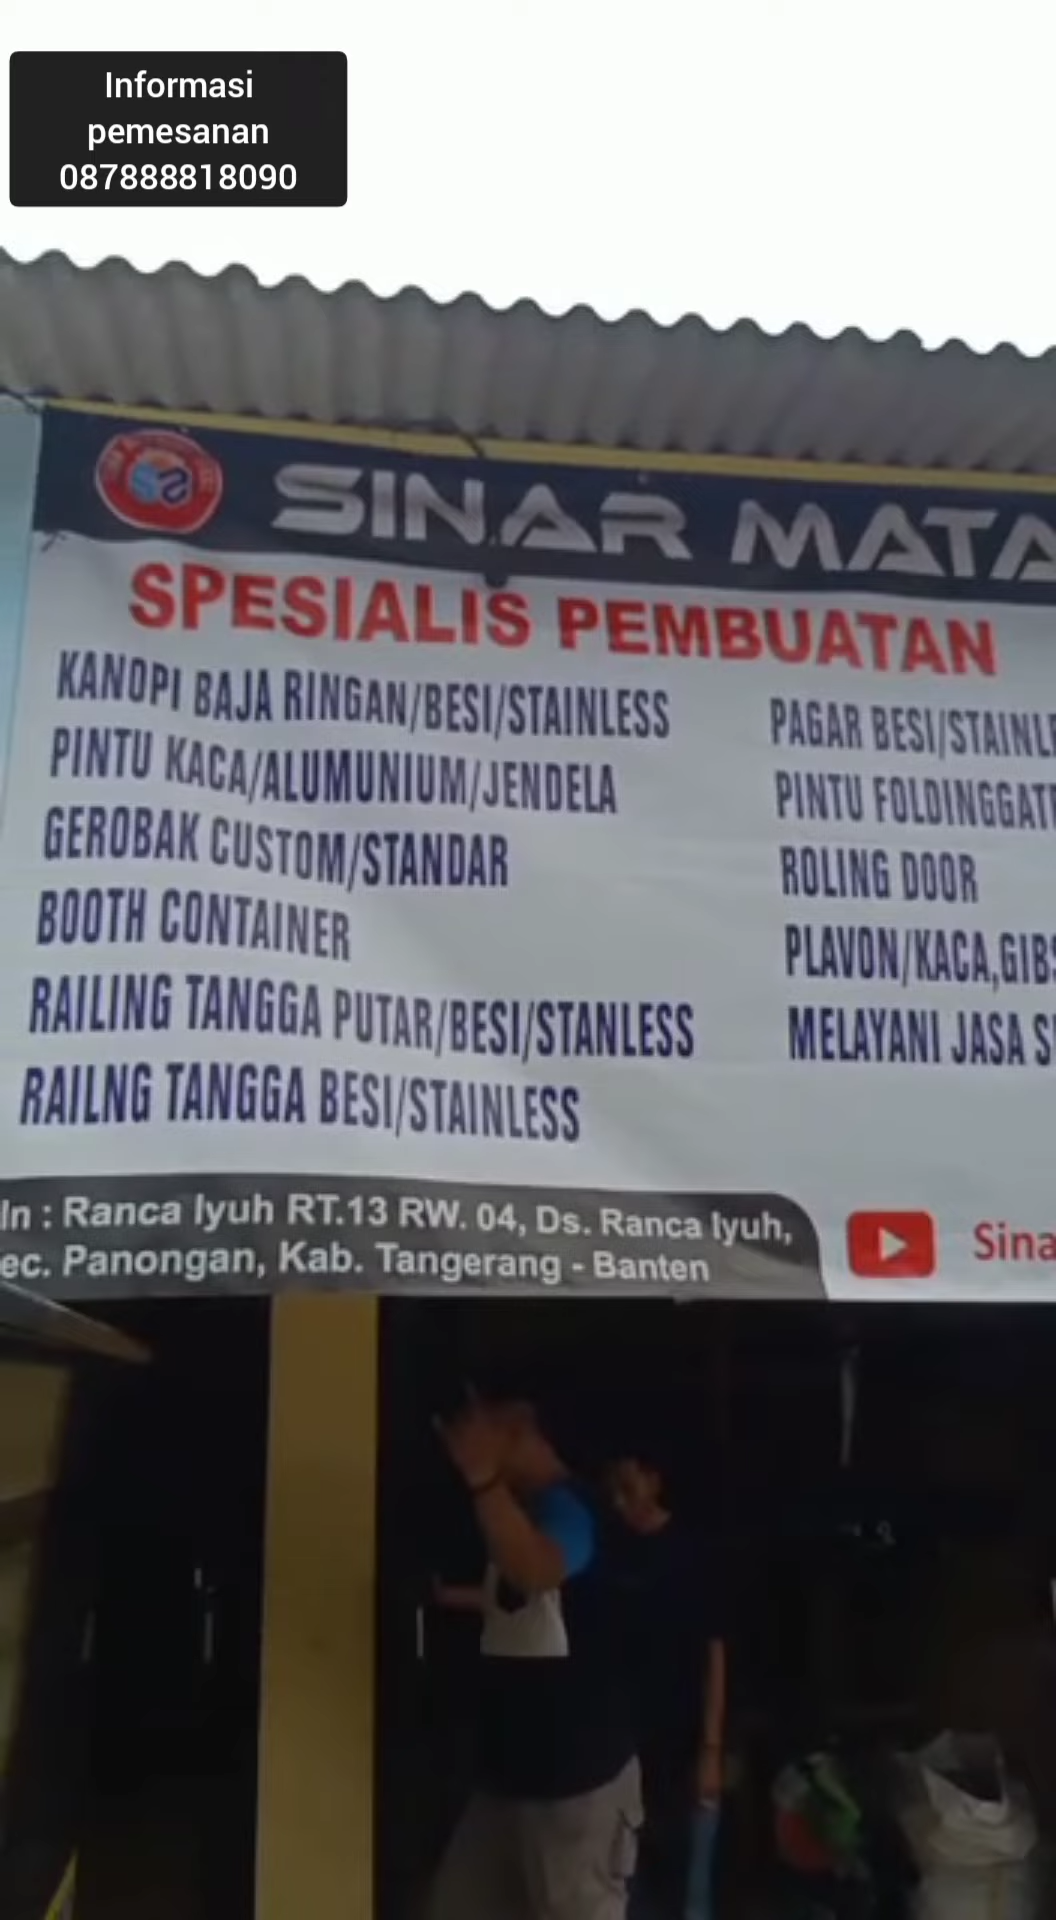 Informasi
pemesanan
087888818090
SINAR MATA
SPESIALIS PEMBUATAN
KANOPI BAJA RINGAN/BESI/STAINLESS
PINTU KACA/ALUMUNIUM/JENDELA
GEROBAK CUSTOM/STANDAR
BOOTH CONTAINER
RAILING TANGGA PUTAR/BESI/STANLESS
RAILNG TANGGA BESI/STAINLESS
PAGAR BESI/STAINLE
PINTU FOLDINGGAT
ROLING DOOR
PLAVON/KACA,GIBS
MELAYANI JASA S
ln : Ranca Iyuh RT.13 RW. 04, Ds. Ranca Iyuh,
ec. Panongan, Kab. Tangerang - Banten
Sina